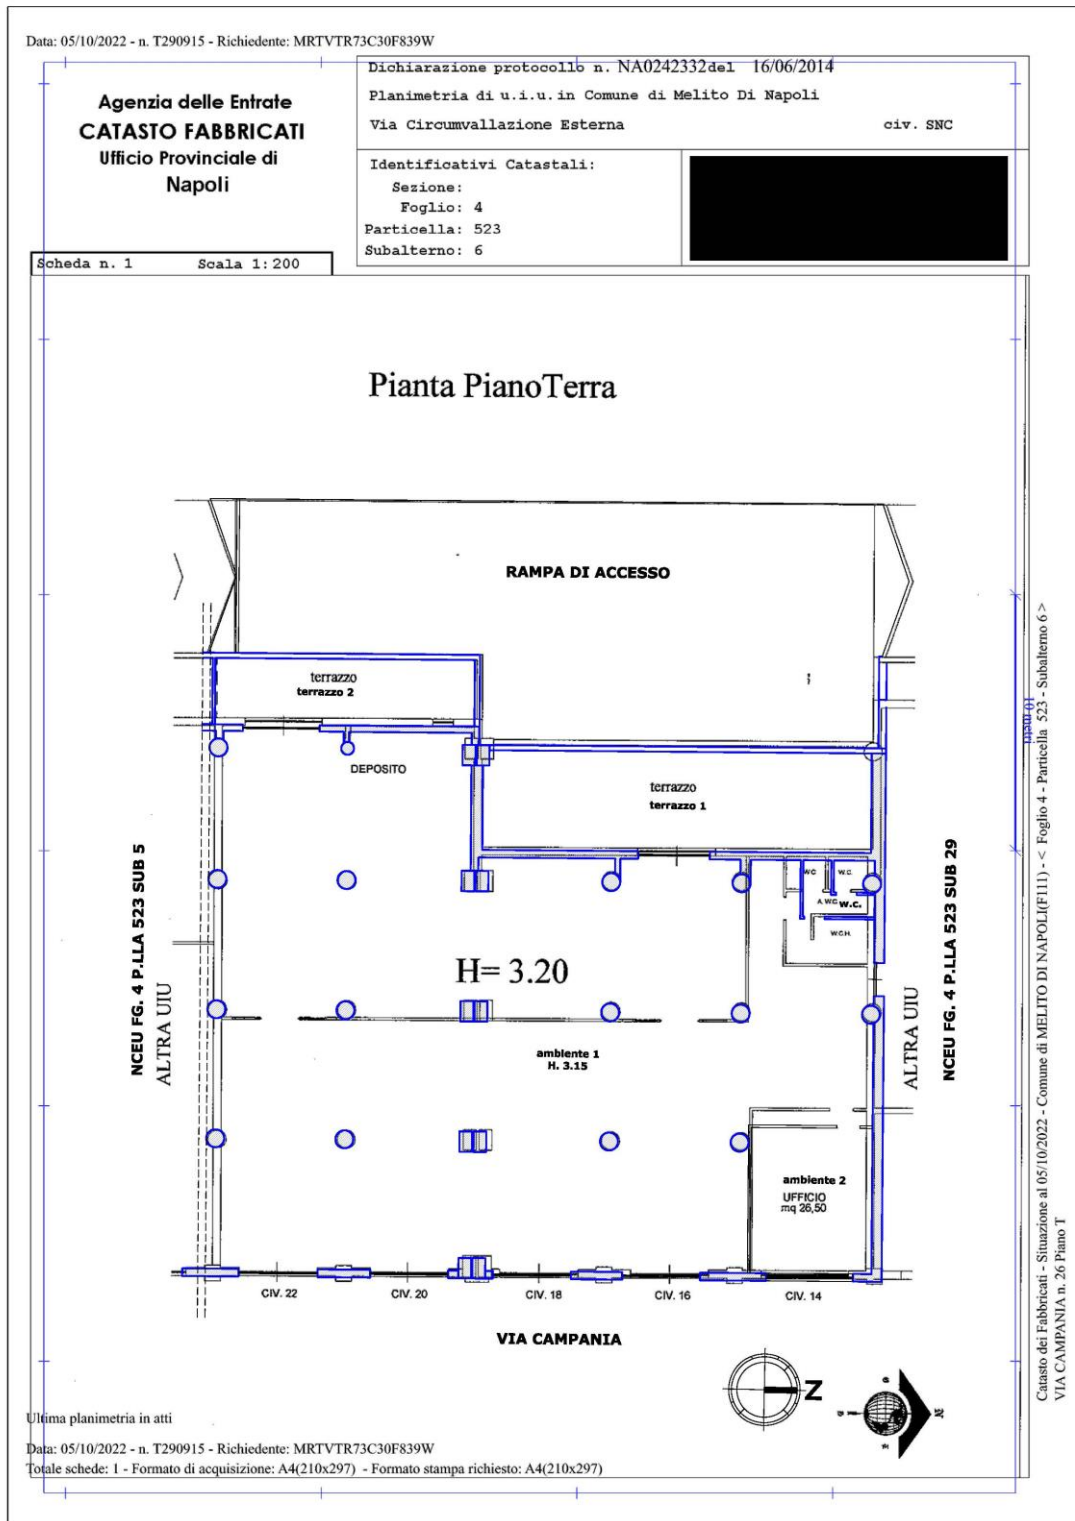 Data: 05/10/2022 - n. T290915 - Richiedente: MRTVTR73C30F839W
Agenzia delle Entrate
CATASTO FABBRICATI
Ufficio Provinciale di
Napoli
Dichiarazione protocollo n. NA0242332del 16/06/2014
Planimetria di u.i.u. in Comune di Melito Di Napoli
Via Circumvallazione Esterna civ. SNC
Identificativi Catastali:
Sezione:
Foglio: 4
Particella: 523
Subalterno: 6
Scheda n. 1 Scala 1:200
Pianta PianoTerra
RAMPA DI ACCESSO
terrazzo
terrazzo 2
DEPOSITO
terrazzo
terrazzo 1
W.C.
W.C.
A. W.C.
W.C.
W.C.H.
H= 3.20
ambiente 1
H. 3.15
ambiente 2
UFFICIO
mq 26,50
NCEU FG. 4 P.LLA 523 SUB 5
ALTRA UIU
ALTRA UIU
NCEU FG. 4 P.LLA 523 SUB 29
CIV. 22
CIV. 20
CIV. 18
CIV. 16
CIV. 14
VIA CAMPANIA
N
10 metri
Catasto dei Fabbricati - Situazione al 05/10/2022 - Comune di MELITO DI NAPOLI(F111) - < Foglio 4 - Particella 523 - Subalterno 6 >
VIA CAMPANIA n. 26 Piano T
Ultima planimetria in atti
Data: 05/10/2022 - n. T290915 - Richiedente: MRTVTR73C30F839W
Totale schede: 1 - Formato di acquisizione: A4(210x297) - Formato stampa richiesto: A4(210x297)